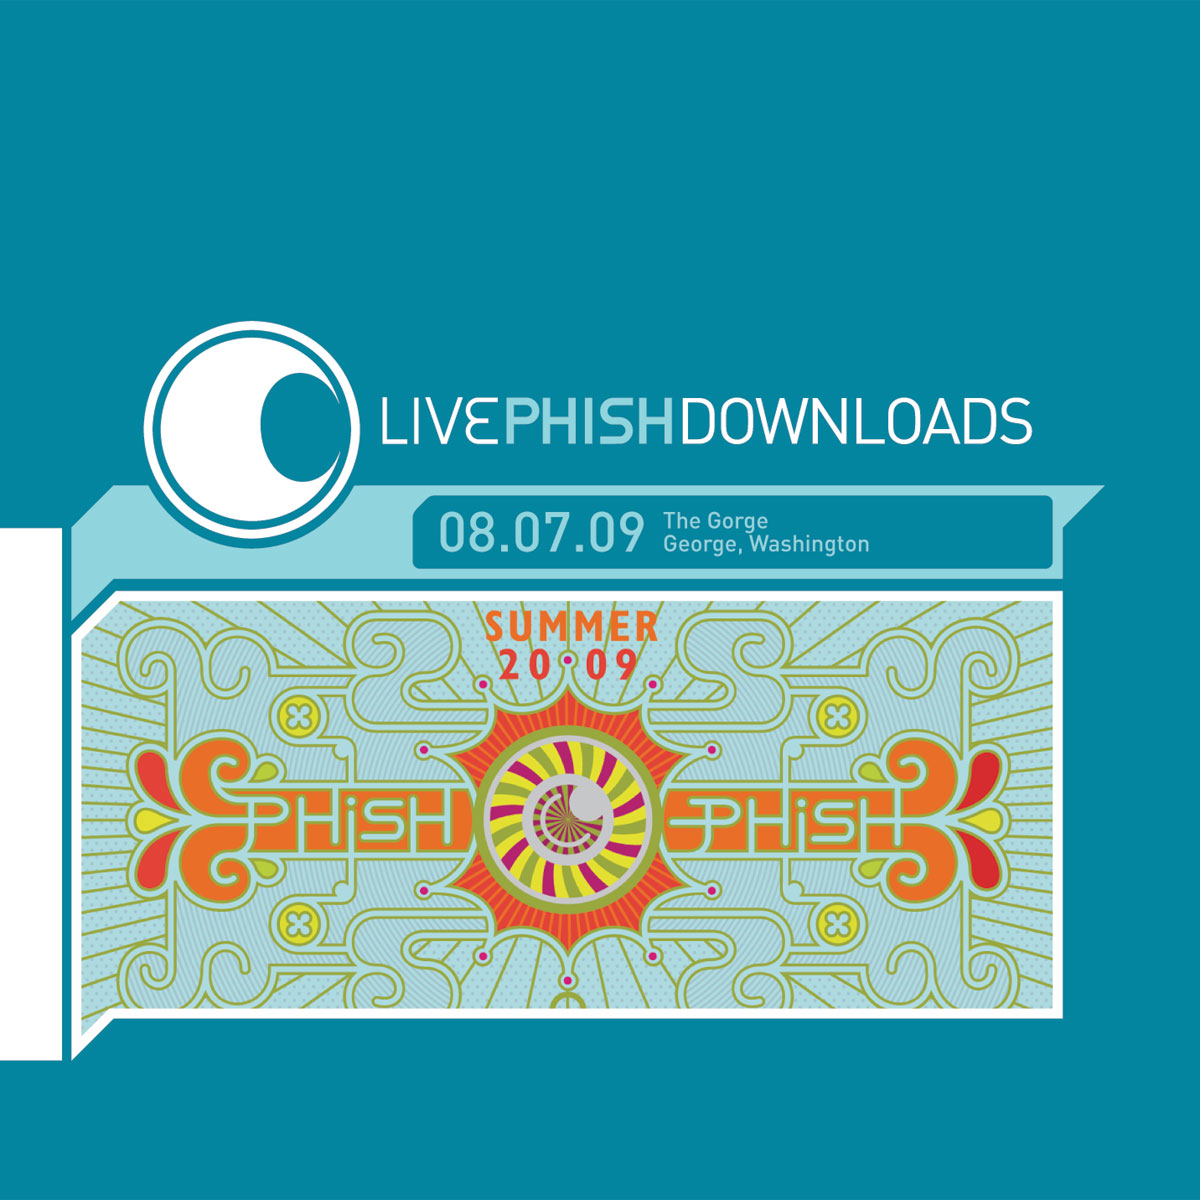 LIVEPHISHDOWNLOADS
08.07.09
The Gorge
George, Washington
SUMMER
20 09
PHiSH PHiSH